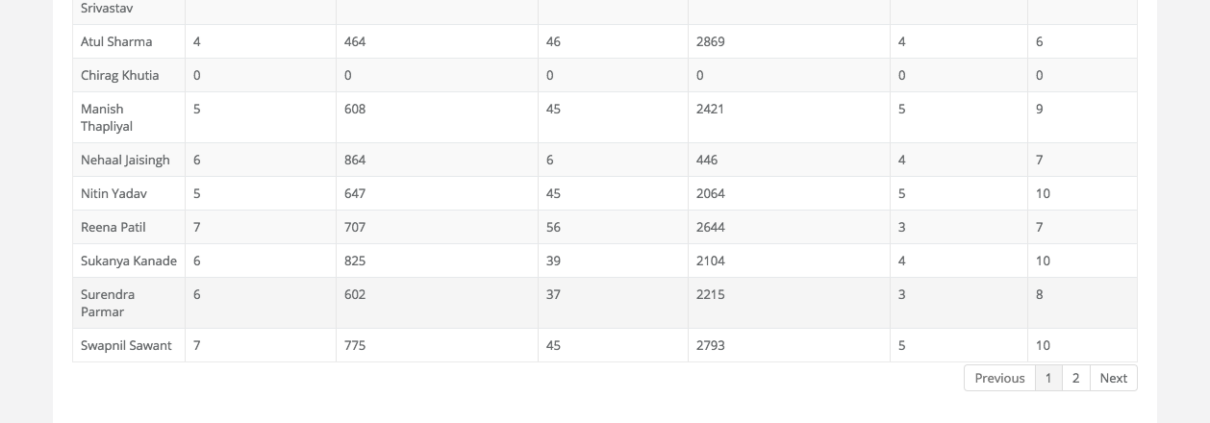 Srivastav
Atul Sharma 4 464 46 2869 4 6
Chirag Khutia 0 0 0 0 0 0
Manish 5 608 45 2421 5 9
Thapliyal
Nehaal Jaisingh 6 864 6 446 4 7
Nitin Yadav 5 647 45 2064 5 10
Reena Patil 7 707 56 2644 3 7
Sukanya Kanade 6 825 39 2104 4 10
Surendra 6 602 37 2215 3 8
Parmar
Swapnil Sawant 7 775 45 2793 5 10
Previous 1 2 Next